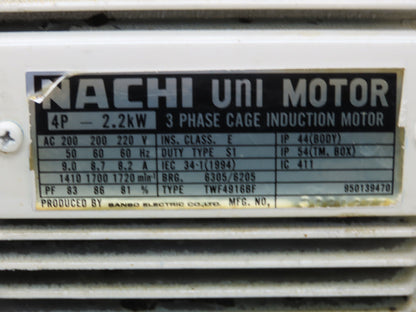 NACHI UNI MOTOR
4P - 2.2kW 3 PHASE CAGE INDUCTION MOTOR
AC 200 200 220 V INS. CLASS. E IP 44(BODY)
50 60 60 Hz DUTY TYPE S1 IP 54(TM. BOX)
9.0 8.7 8.2 A IEC 34-1(1994) IC 411
1410 1700 1720 min⁻¹ BRG. 6305/6205
PF 83 86 81 % TYPE TWF49166F 850139470
PRODUCED BY SANSO ELECTRIC CO.,LTD. MFG. NO.